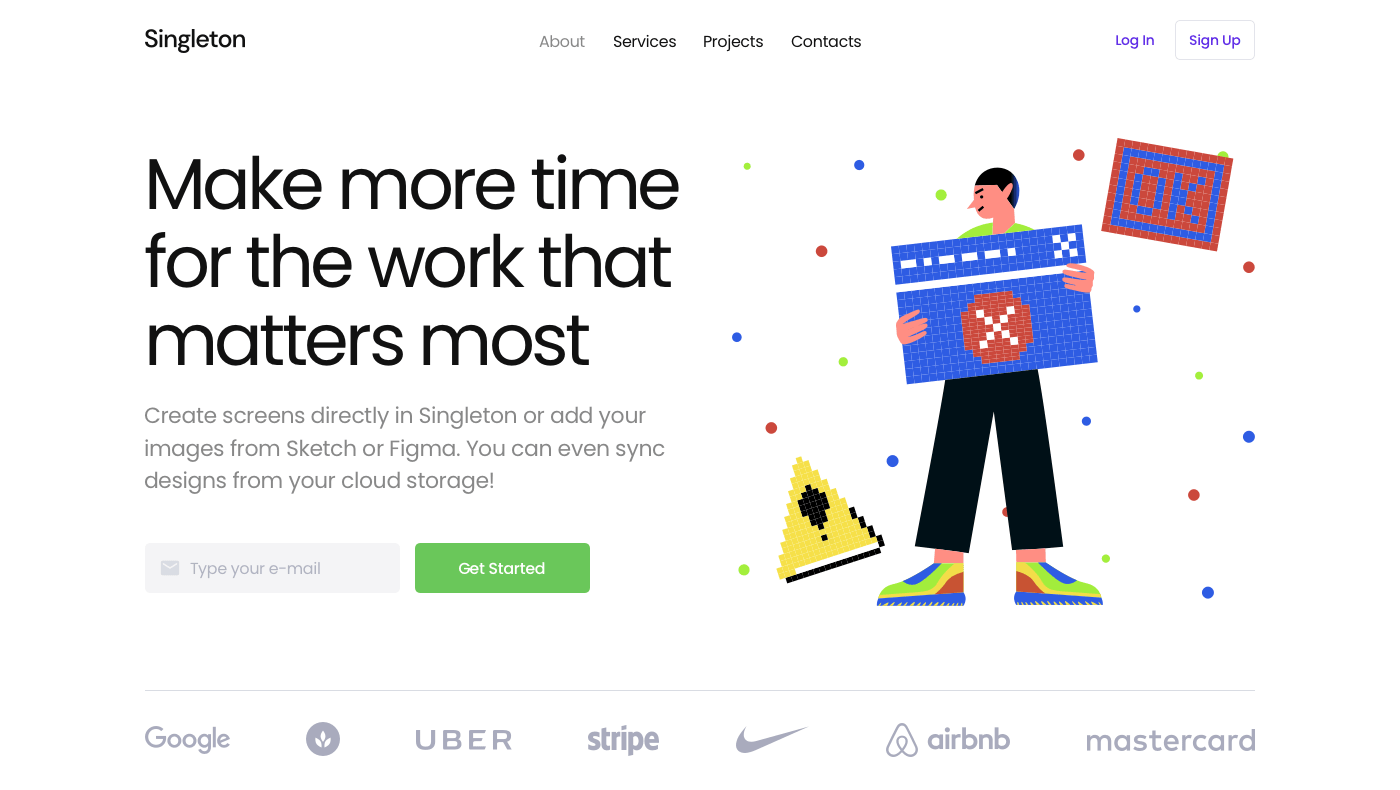 Singleton
About Services Projects Contacts
Log In Sign Up
Make more time
for the work that
matters most
OK
Create screens directly in Singleton or add your
images from Sketch or Figma. You can even sync
designs from your cloud storage!
Type your e-mail
Get Started
Google UBER stripe airbnb mastercard